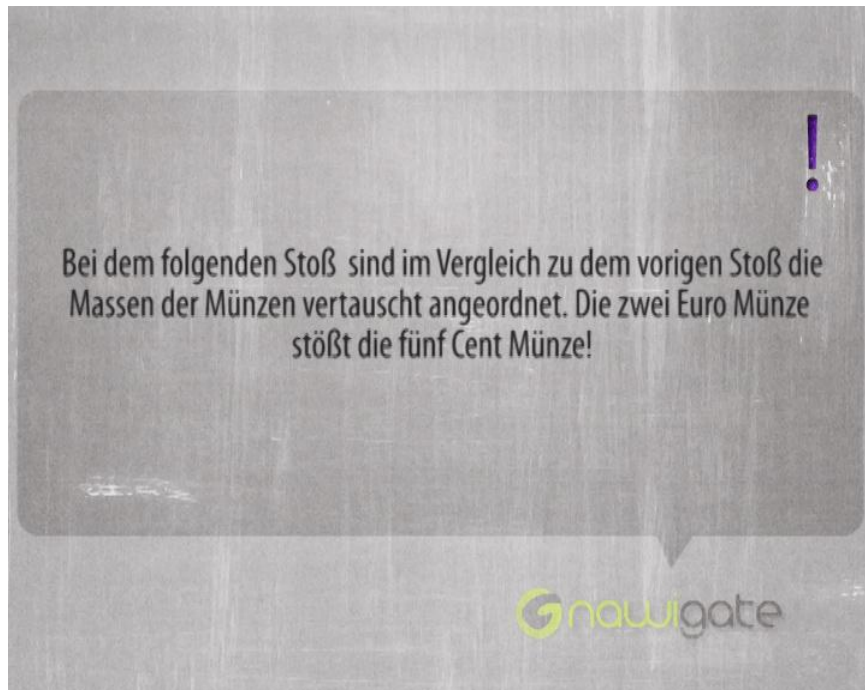 !
Bei dem folgenden Stoß sind im Vergleich zu dem vorigen Stoß die
Massen der Münzen vertauscht angeordnet. Die zwei Euro Münze
stößt die fünf Cent Münze!
Gnawigate